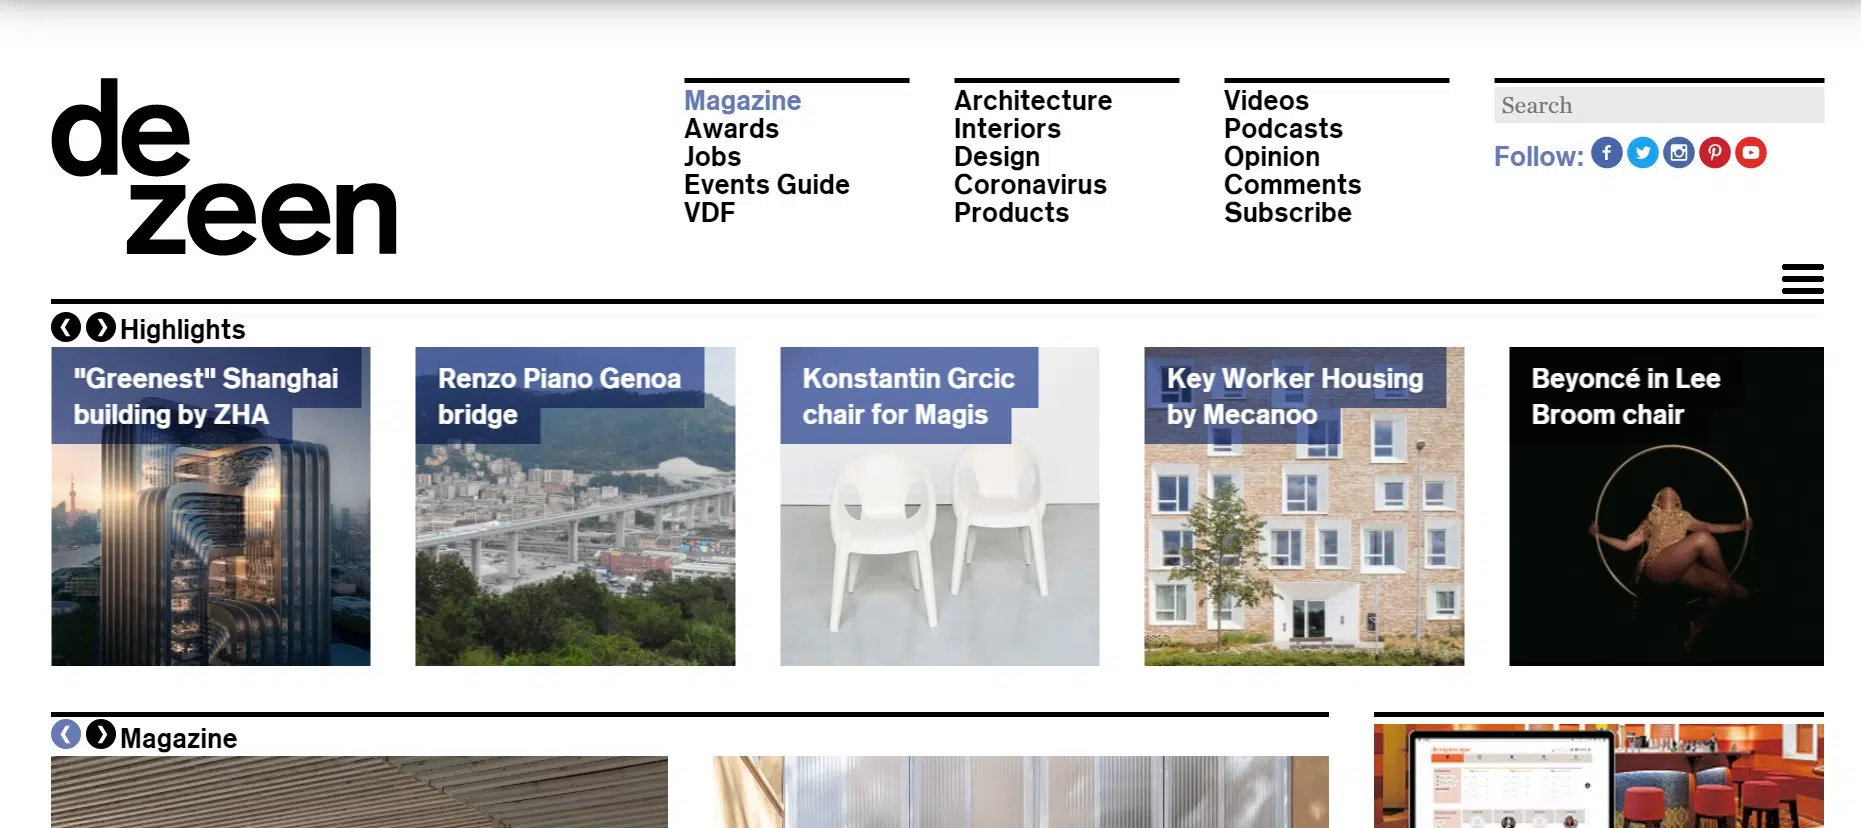 de
zeen
Magazine
Awards
Jobs
Events Guide
VDF
Architecture
Interiors
Design
Coronavirus
Products
Videos
Podcasts
Opinion
Comments
Subscribe
Search
Follow:
Highlights
"Greenest" Shanghai
building by ZHA
Renzo Piano Genoa
bridge
Konstantin Grcic
chair for Magis
Key Worker Housing
by Mecanoo
Beyoncé in Lee
Broom chair
Magazine